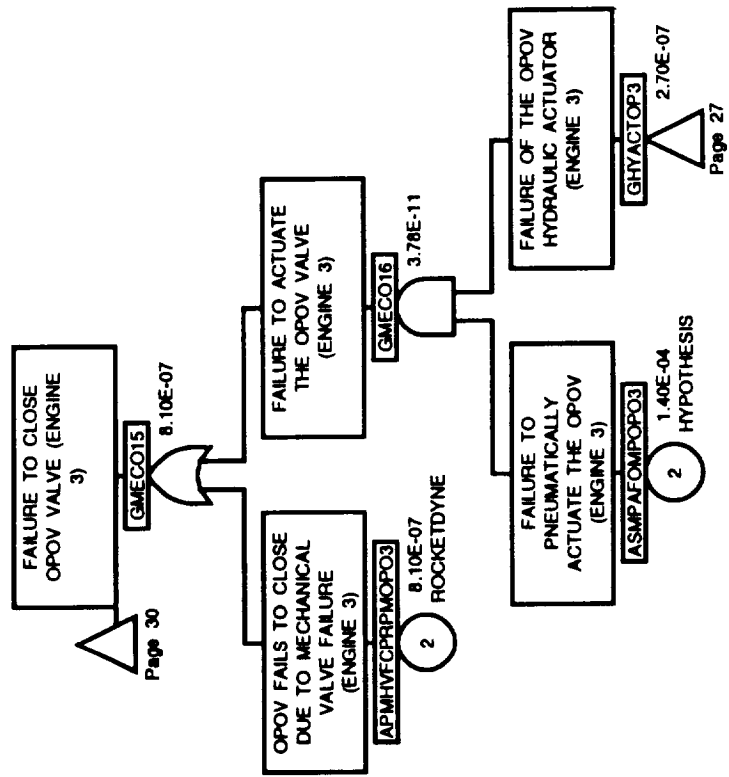 FAILURE TO CLOSE
OPOV VALVE (ENGINE
3)
GMECO15
8.10E-07
Page 30
OPOV FAILS TO CLOSE
DUE TO MECHANICAL
VALVE FAILURE
(ENGINE 3)
APMHVFCPRPMOPO3
8.10E-07
ROCKETDYNE
2
FAILURE TO ACTUATE
THE OPOV VALVE
(ENGINE 3)
GMECO16
3.78E-11
FAILURE TO
PNEUMATICALLY
ACTUATE THE OPOV
(ENGINE 3)
ASMPAFOMPOPO3
1.40E-04
HYPOTHESIS
2
FAILURE OF THE OPOV
HYDRAULIC ACTUATOR
(ENGINE 3)
GHYACTOP3
2.70E-07
Page 27